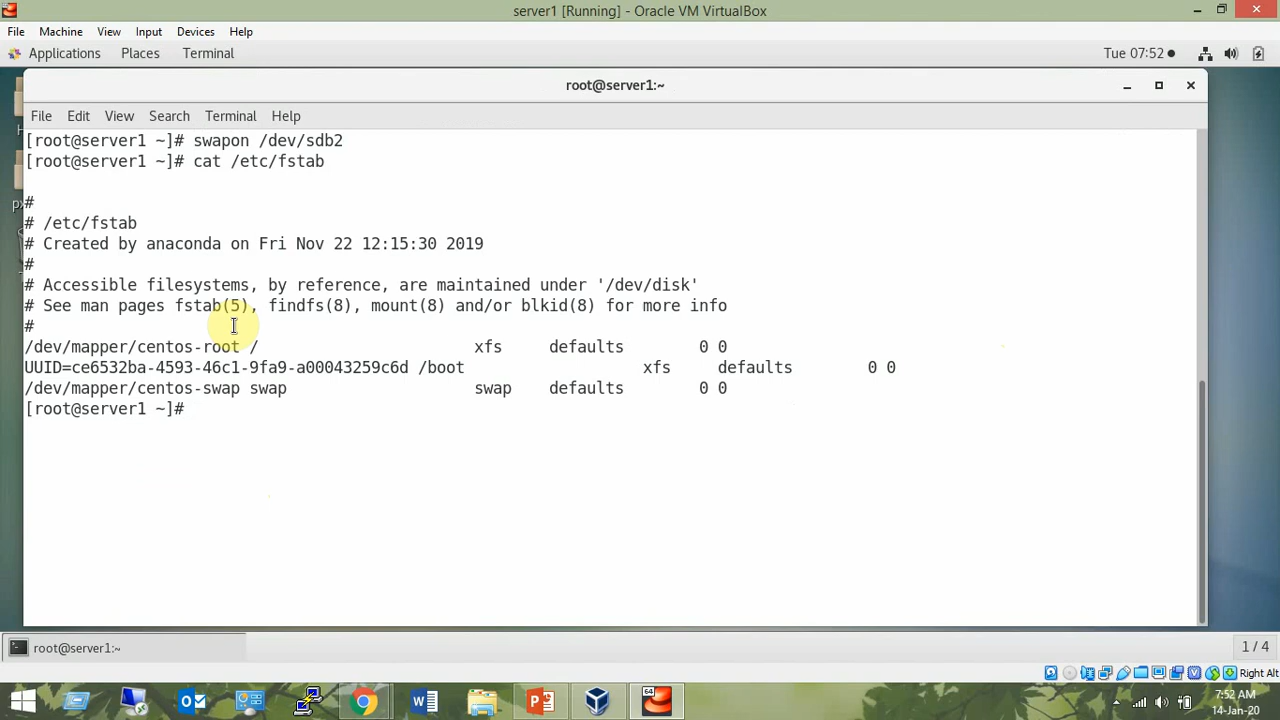 server1 [Running] - Oracle VM VirtualBox
File Machine View Input Devices Help
Applications Places Terminal Tue 07:52
root@server1:~
File Edit View Search Terminal Help
[root@server1 ~]# swapon /dev/sdb2
[root@server1 ~]# cat /etc/fstab
#
# /etc/fstab
# Created by anaconda on Fri Nov 22 12:15:30 2019
#
# Accessible filesystems, by reference, are maintained under '/dev/disk'
# See man pages fstab(5), findfs(8), mount(8) and/or blkid(8) for more info
#
/dev/mapper/centos-root / xfs defaults 0 0
UUID=ce6532ba-4593-46c1-9fa9-a00043259c6d /boot xfs defaults 0 0
/dev/mapper/centos-swap swap swap defaults 0 0
[root@server1 ~]#
root@server1:~ 1 / 4
Right Alt
7:52 AM
14-Jan-20